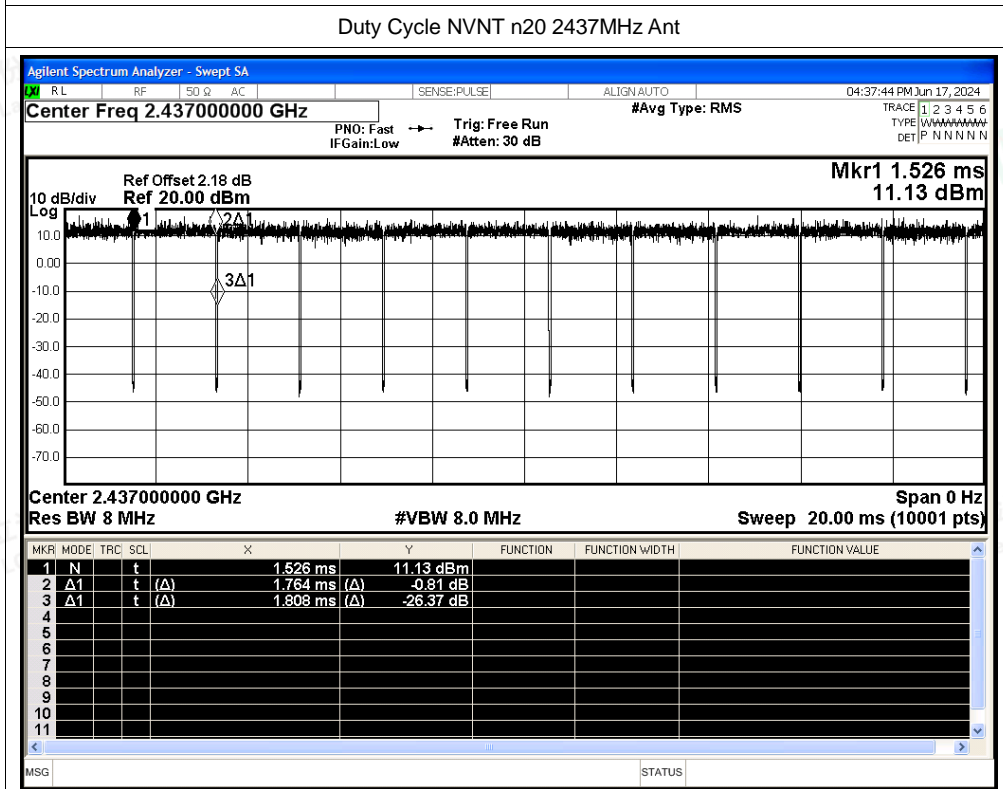 Duty Cycle NVNT n20 2437MHz Ant
Agilent Spectrum Analyzer - Swept SA
LXI RL RF 50 Ω AC SENSE:PULSE ALIGN AUTO 04:37:44 PM Jun 17, 2024
Center Freq 2.437000000 GHz #Avg Type: RMS TRACE 1 2 3 4 5 6
PNO: Fast Trig: Free Run TYPE WWWWWW
IFGain:Low #Atten: 30 dB DET P N N N N N
Mkr1 1.526 ms
Ref Offset 2.18 dB
10 dB/div Ref 20.00 dBm 11.13 dBm
Log
1 2Δ1
10.0
0.00
3Δ1
-10.0
-20.0
-30.0
-40.0
-50.0
-60.0
-70.0
Center 2.437000000 GHz Span 0 Hz
Res BW 8 MHz #VBW 8.0 MHz Sweep 20.00 ms (10001 pts)
MKR MODE TRC SCL X Y FUNCTION FUNCTION WIDTH FUNCTION VALUE
1 N t 1.526 ms 11.13 dBm
2 Δ1 t (Δ) 1.764 ms (Δ) -0.81 dB
3 Δ1 t (Δ) 1.808 ms (Δ) -26.37 dB
4
5
6
7
8
9
10
11
MSG STATUS